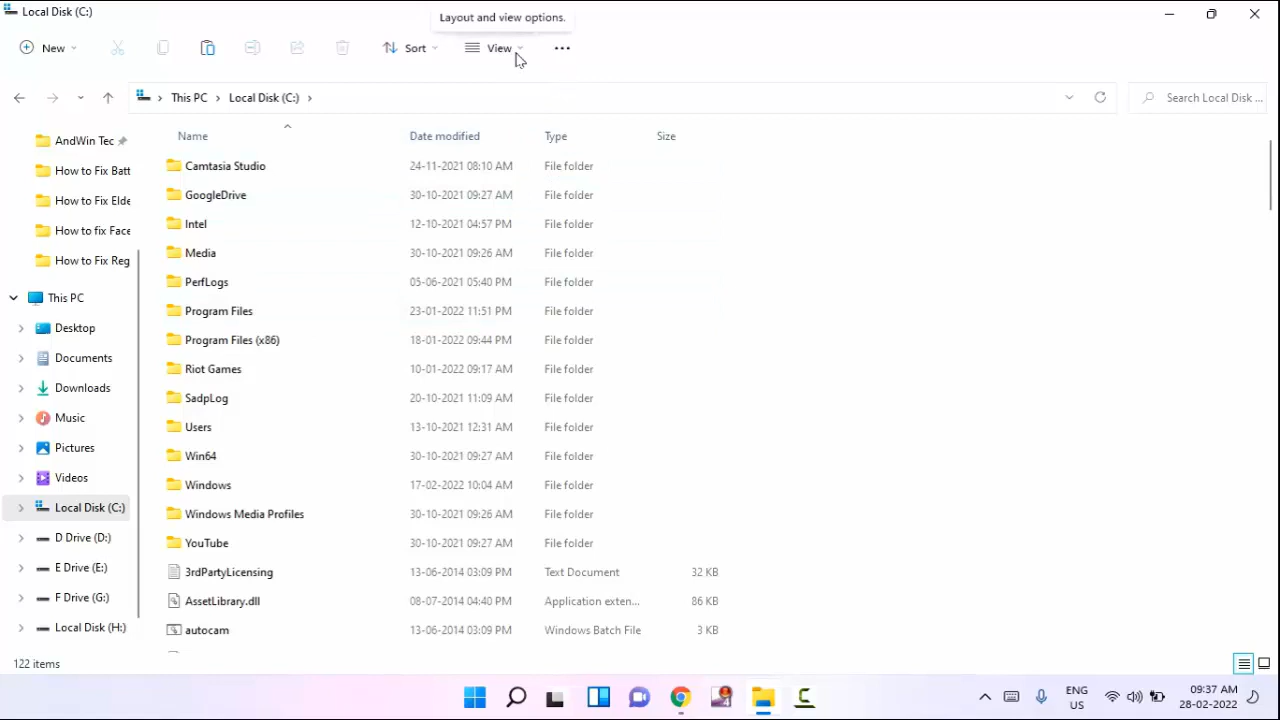 Local Disk (C:)
Layout and view options.
New
Sort
View
This PC
Local Disk (C:)
Search Local Disk ...
Name
Date modified
Type
Size
AndWin Tec
How to Fix Batt
How to Fix Elde
How to fix Face
How to Fix Reg
This PC
Desktop
Documents
Downloads
Music
Pictures
Videos
Local Disk (C:)
D Drive (D:)
E Drive (E:)
F Drive (G:)
Local Disk (H:)
Camtasia Studio 24-11-2021 08:10 AM File folder
GoogleDrive 30-10-2021 09:27 AM File folder
Intel 12-10-2021 04:57 PM File folder
Media 30-10-2021 09:26 AM File folder
PerfLogs 05-06-2021 05:40 PM File folder
Program Files 23-01-2022 11:51 PM File folder
Program Files (x86) 18-01-2022 09:44 PM File folder
Riot Games 10-01-2022 09:17 AM File folder
SadpLog 20-10-2021 11:09 AM File folder
Users 13-10-2021 12:31 AM File folder
Win64 30-10-2021 09:27 AM File folder
Windows 17-02-2022 10:04 AM File folder
Windows Media Profiles 30-10-2021 09:26 AM File folder
YouTube 30-10-2021 09:27 AM File folder
3rdPartyLicensing 13-06-2014 03:09 PM Text Document 32 KB
AssetLibrary.dll 08-07-2014 04:40 PM Application exten... 86 KB
autocam 13-06-2014 03:09 PM Windows Batch File 3 KB
122 items
ENG
US
09:37 AM
28-02-2022